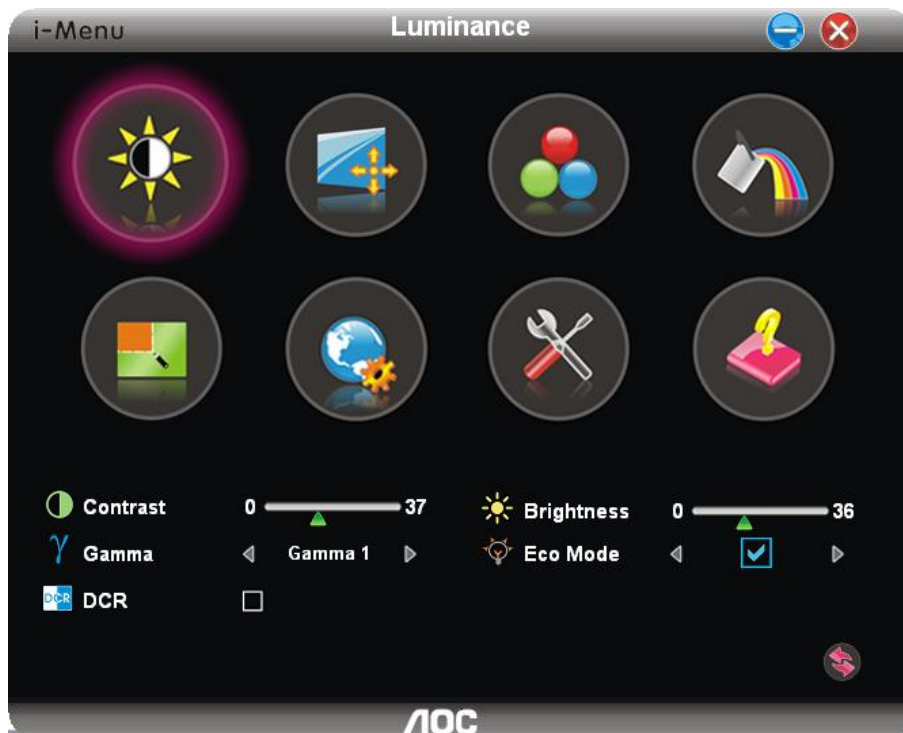 i-Menu
Luminance
Contrast 0 37
Brightness 0 36
γ Gamma Gamma 1
Eco Mode
DCR DCR
AOC